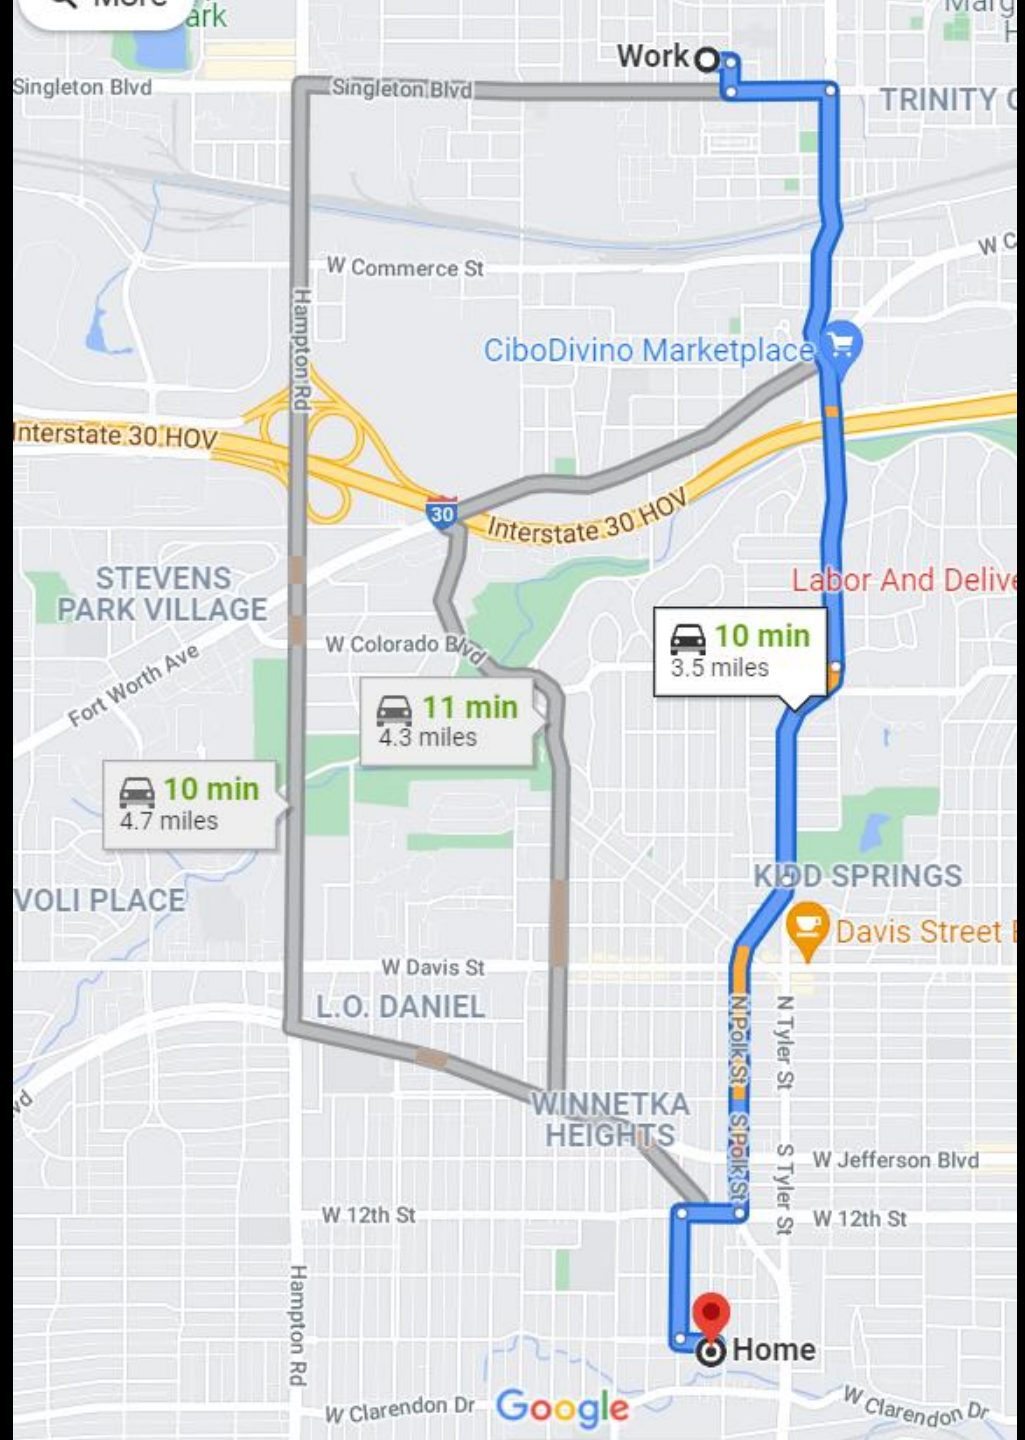 More
Park
Marg
H
Work
Singleton Blvd
Singleton Blvd
TRINITY G
W Commerce St
W C
Hampton Rd
CiboDivino Marketplace
Interstate 30 HOV
30
Interstate 30 HOV
STEVENS
PARK VILLAGE
Labor And Delive
10 min
3.5 miles
W Colorado Blvd
Fort Worth Ave
11 min
4.3 miles
10 min
4.7 miles
KIDD SPRINGS
VOLI PLACE
Davis Street E
W Davis St
L.O. DANIEL
N Polk St
N Tyler St
vd
WINNETKA
HEIGHTS
S Polk St
S Tyler St
W Jefferson Blvd
W 12th St
W 12th St
Hampton Rd
Home
W Clarendon Dr
Google
W Clarendon Dr